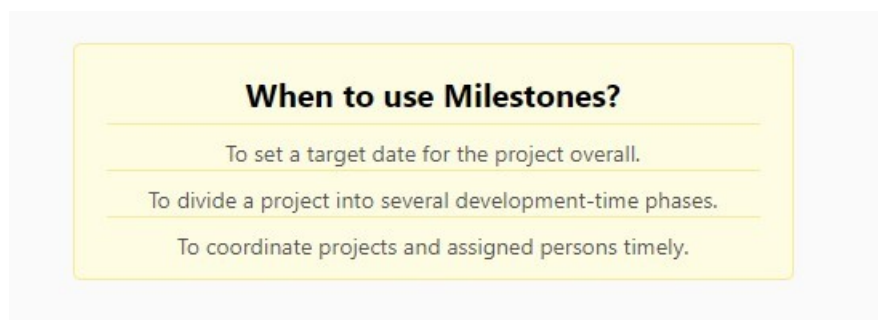 When to use Milestones?
To set a target date for the project overall.
To divide a project into several development-time phases.
To coordinate projects and assigned persons timely.